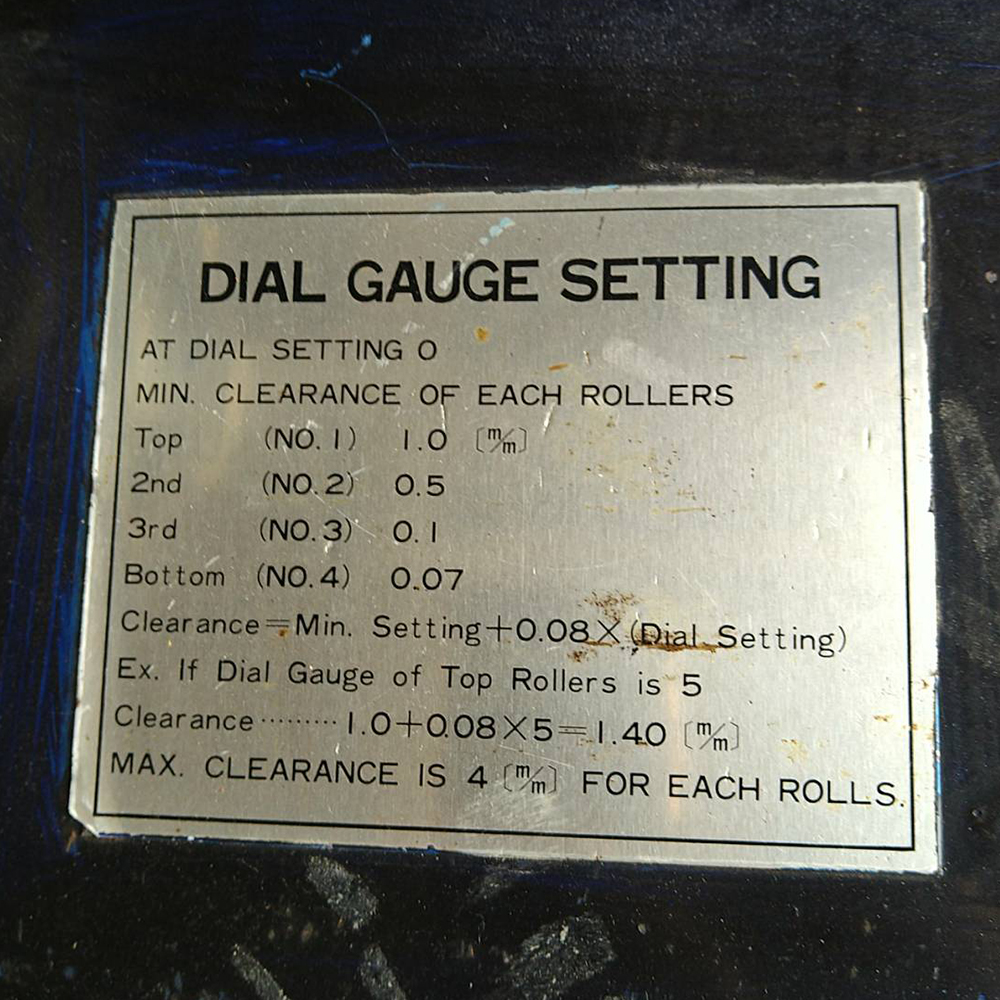 DIAL GAUGE SETTING
AT DIAL SETTING 0
MIN. CLEARANCE OF EACH ROLLERS
Top (NO. 1) 1.0 [m/m]
2nd (NO. 2) 0.5
3rd (NO. 3) 0.1
Bottom (NO. 4) 0.07
Clearance=Min. Setting+0.08×(Dial Setting)
Ex. If Dial Gauge of Top Rollers is 5
Clearance ········· 1.0+0.08×5=1.40 [m/m]
MAX. CLEARANCE IS 4 [m/m] FOR EACH ROLLS.